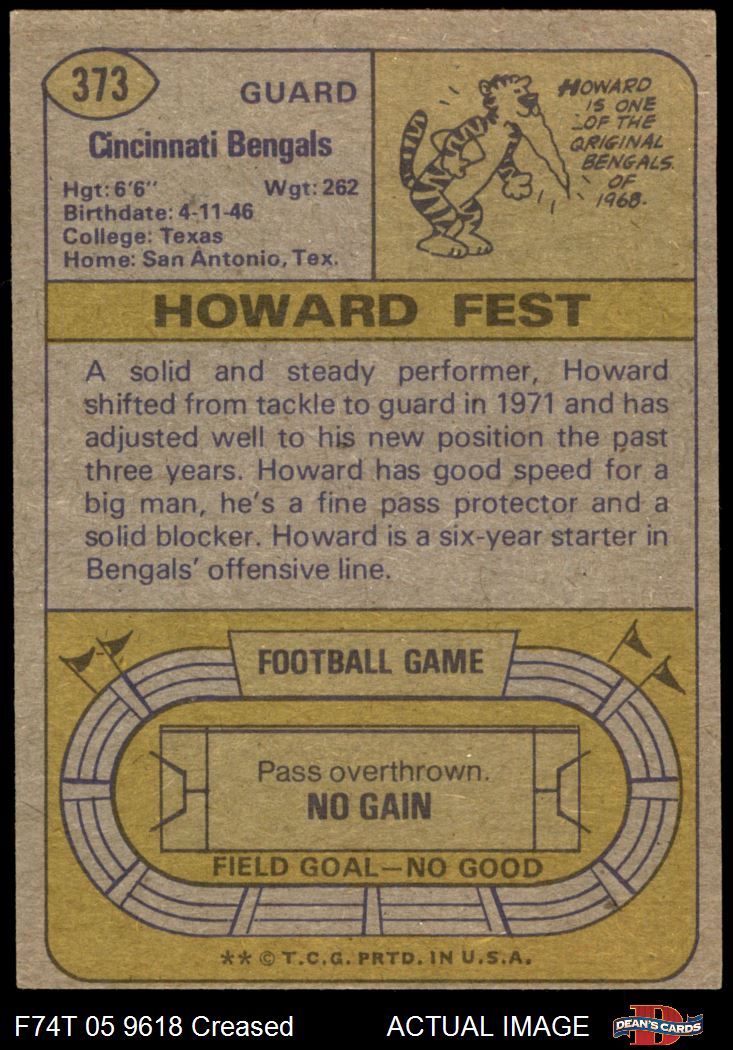 373
GUARD
Cincinnati Bengals
Hgt: 6'6" Wgt: 262
Birthdate: 4-11-46
College: Texas
Home: San Antonio, Tex.
HOWARD
IS ONE
OF THE
ORIGINAL
BENGALS
OF
1968.
HOWARD FEST
A solid and steady performer, Howard
shifted from tackle to guard in 1971 and has
adjusted well to his new position the past
three years. Howard has good speed for a
big man, he's a fine pass protector and a
solid blocker. Howard is a six-year starter in
Bengals' offensive line.
FOOTBALL GAME
Pass overthrown.
NO GAIN
FIELD GOAL—NO GOOD
** © T.C.G. PRTD. IN U.S.A.
F74T 05 9618 Creased ACTUAL IMAGE
D
DEAN'S CARDS